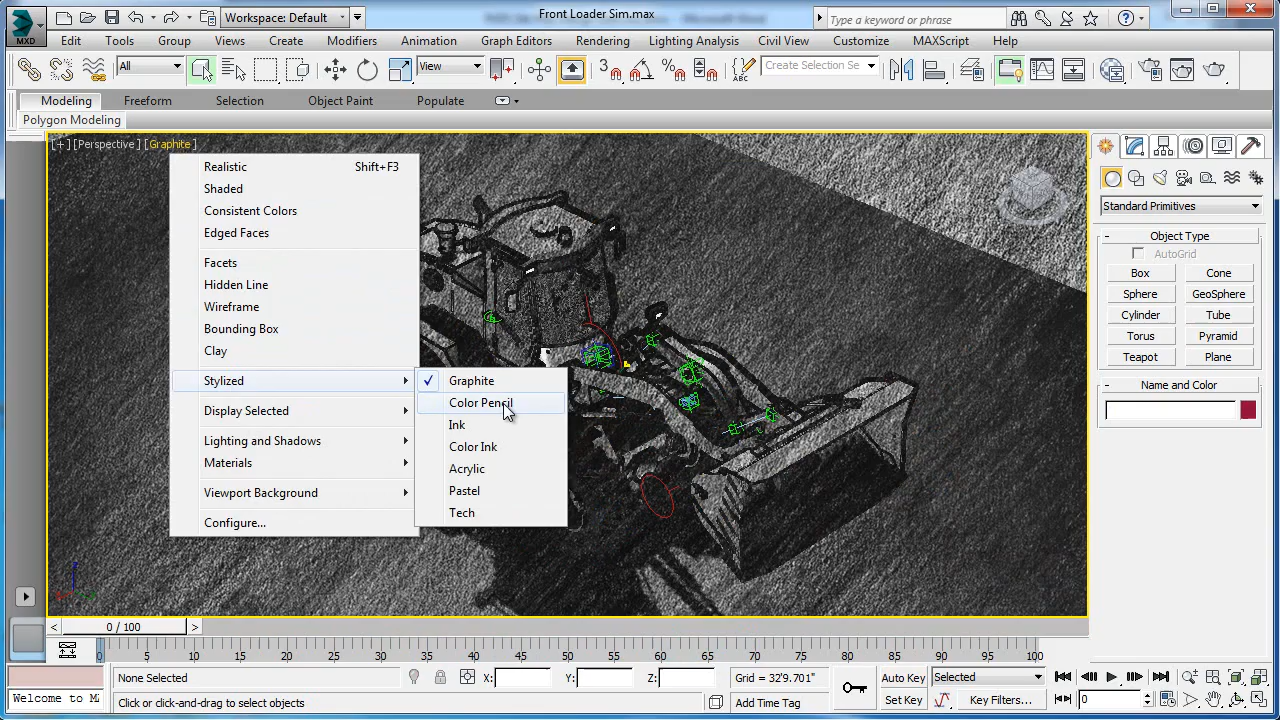 Front Loader Sim.max
MXD
Workspace: Default
Type a keyword or phrase
Edit Tools Group Views Create Modifiers Animation Graph Editors Rendering Lighting Analysis Civil View Customize MAXScript Help
All
View
3
Create Selection Se
Modeling Freeform Selection Object Paint Populate
Polygon Modeling
[+] [Perspective] [Graphite]
Realistic Shift+F3
Shaded
Consistent Colors
Edged Faces
Facets
Hidden Line
Wireframe
Bounding Box
Clay
Stylized
Display Selected
Lighting and Shadows
Materials
Viewport Background
Configure...
Graphite
Color Pencil
Ink
Color Ink
Acrylic
Pastel
Tech
Standard Primitives
- Object Type
AutoGrid
Box Cone
Sphere GeoSphere
Cylinder Tube
Torus Pyramid
Teapot Plane
- Name and Color
< 0 / 100 >
0 5 10 15 20 25 30 35 40 45 50 55 60 65 70 75 80 85 90 95 100
None Selected X: Y: Z: Grid = 329.701" Auto Key Selected
Welcome to MA
Click or click-and-drag to select objects Add Time Tag Set Key Key Filters... 0